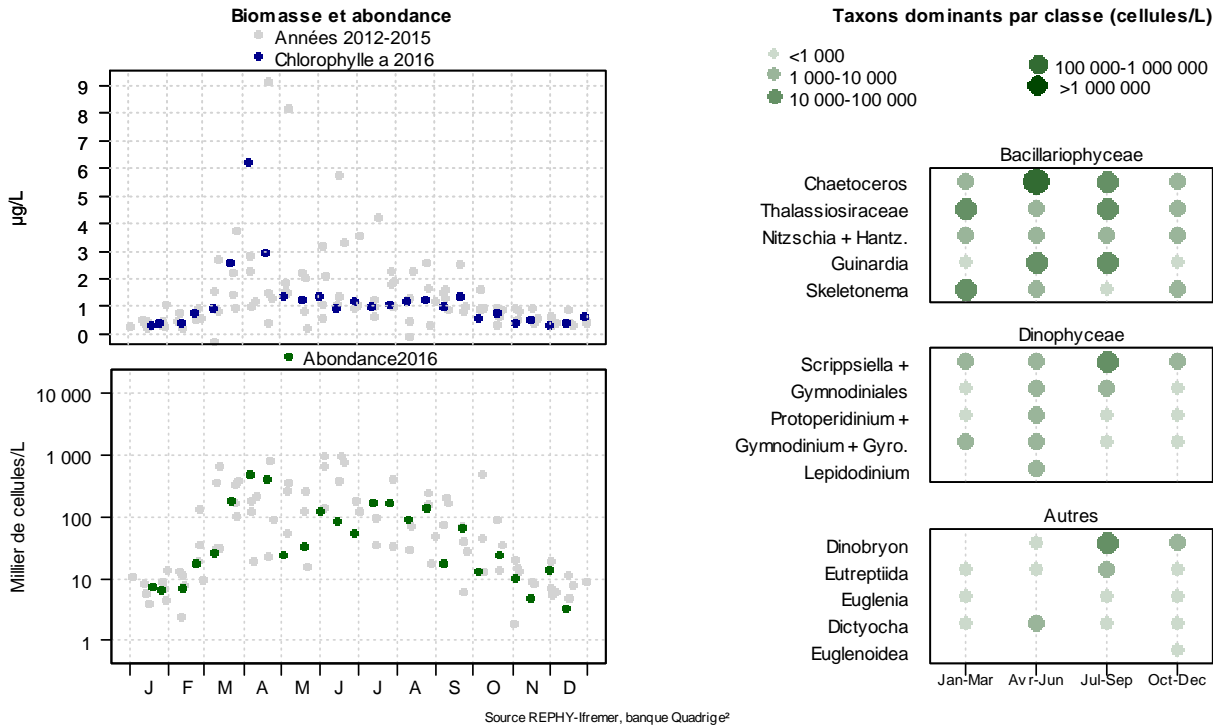 Biomasse et abondance
Années 2012-2015
Chlorophylle a 2016
µg/L
9
8
7
6
5
4
3
2
1
0
Abondance2016
Millier de cellules/L
10 000
1 000
100
10
1
J F M A M J J A S O N D
Taxons dominants par classe (cellules/L)
<1 000
1 000-10 000
10 000-100 000
100 000-1 000 000
>1 000 000
Bacillariophyceae
Chaetoceros
Thalassiosiraceae
Nitzschia + Hantz.
Guinardia
Skeletonema
Dinophyceae
Scrippsiella +
Gymnodiniales
Protoperidinium +
Gymnodinium + Gyro.
Lepidodinium
Autres
Dinobryon
Eutreptiida
Euglenia
Dictyocha
Euglenoidea
Jan-Mar Avr-Jun Jul-Sep Oct-Dec
Source REPHY-Ifremer, banque Quadrige²